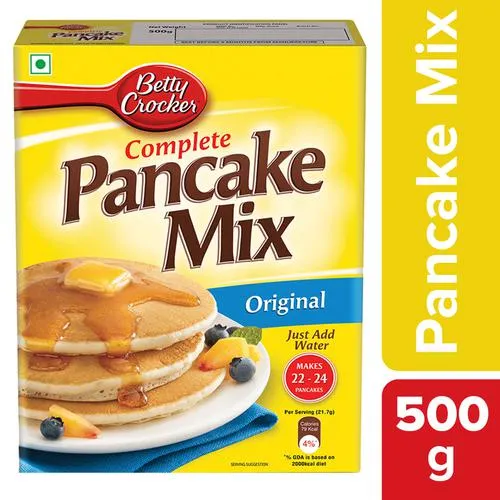 Net Weight
500g
Betty
Crocker
Complete
Pancake
Mix
Original
Just Add
Water
MAKES
22 - 24
PANCAKES
Per Serving (21.7g)
Calories
79 Kcal
4%*
*% GDA is based on
2000kcal diet
SERVING SUGGESTION
Pancake Mix
500
g